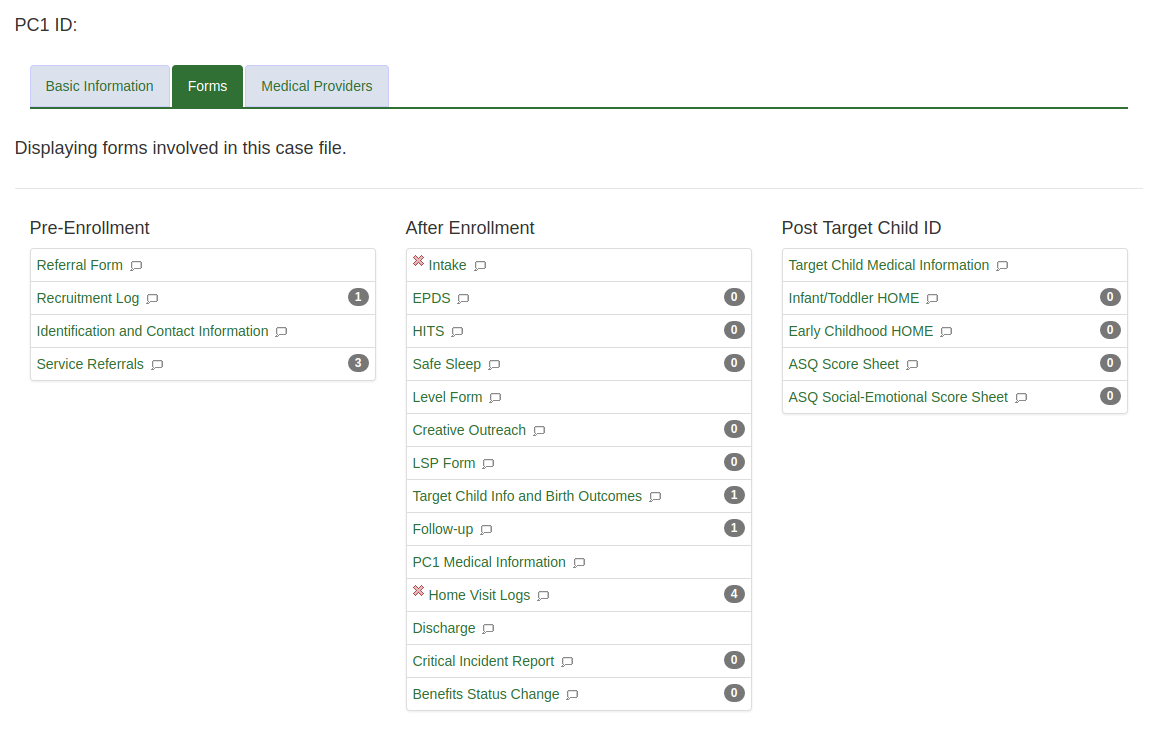 PC1 ID:
Basic Information
Forms
Medical Providers
Displaying forms involved in this case file.
Pre-Enrollment
Referral Form
Recruitment Log 1
Identification and Contact Information
Service Referrals 3
After Enrollment
Intake
EPDS 0
HITS 0
Safe Sleep 0
Level Form
Creative Outreach 0
LSP Form 0
Target Child Info and Birth Outcomes 1
Follow-up 1
PC1 Medical Information
Home Visit Logs 4
Discharge
Critical Incident Report 0
Benefits Status Change 0
Post Target Child ID
Target Child Medical Information
Infant/Toddler HOME 0
Early Childhood HOME 0
ASQ Score Sheet 0
ASQ Social-Emotional Score Sheet 0